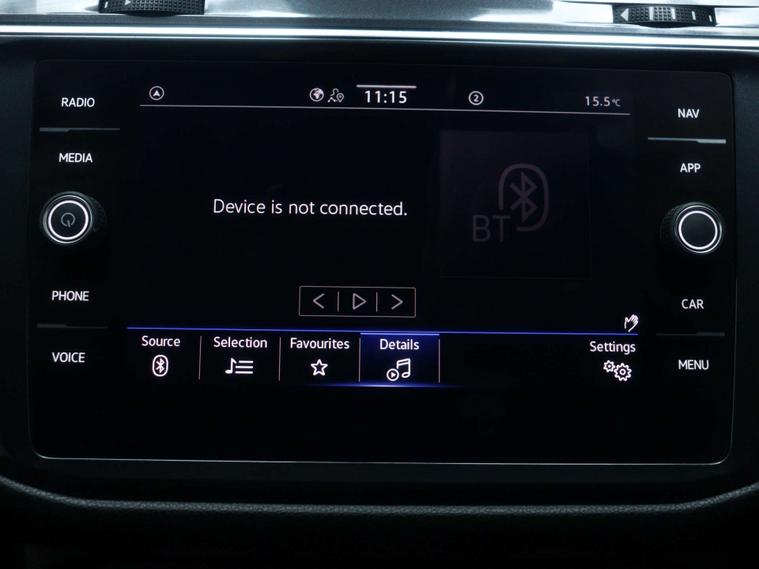 RADIO
MEDIA
PHONE
VOICE
11:15
2
15.5°C
Device is not connected.
BT
Source
Selection
Favourites
Details
Settings
NAV
APP
CAR
MENU